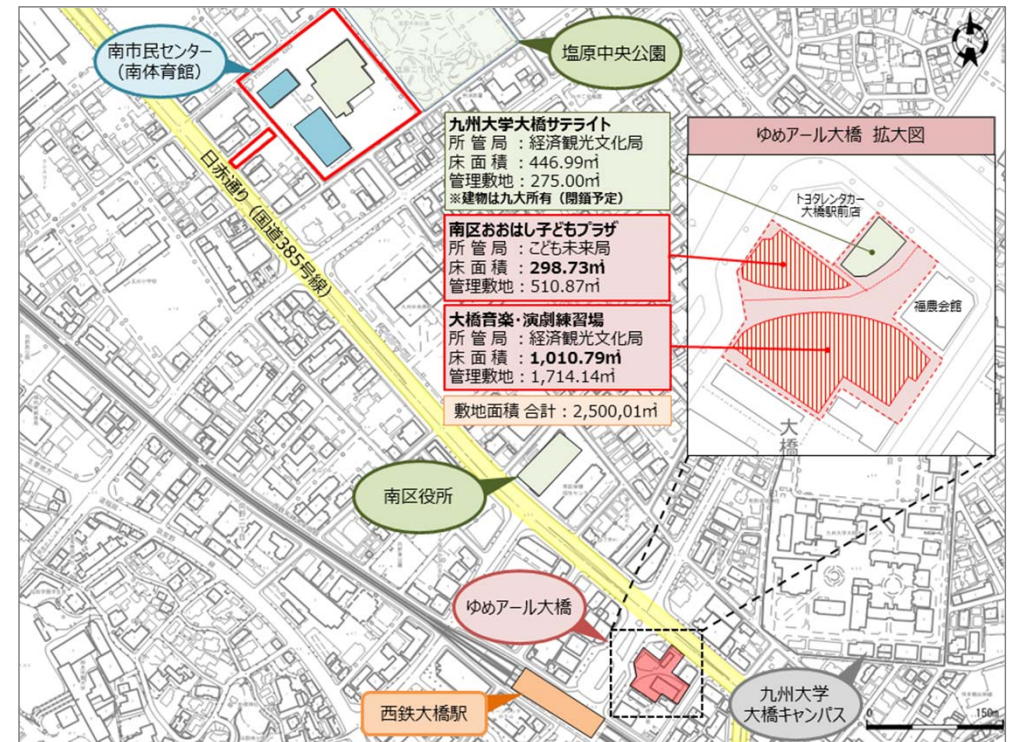 南市民センター
（南体育館）
塩原中央公園
九州大学大橋サテライト
所管局：経済観光文化局
床面積：446.99㎡
管理敷地：275.00㎡
※建物は九大所有（閉鎖予定）
ゆめアール大橋 拡大図
日赤通り（国道385号線）
トヨタレンタカー
大橋駅前店
南区おおはし子どもプラザ
所管局：こども未来局
床面積：298.73㎡
管理敷地：510.87㎡
福農会館
大橋音楽・演劇練習場
所管局：経済観光文化局
床面積：1,010.79㎡
管理敷地：1,714.14㎡
敷地面積 合計：2,500,01㎡
大橋
南区役所
ゆめアール大橋
西鉄大橋駅
九州大学
大橋キャンパス
0
150m